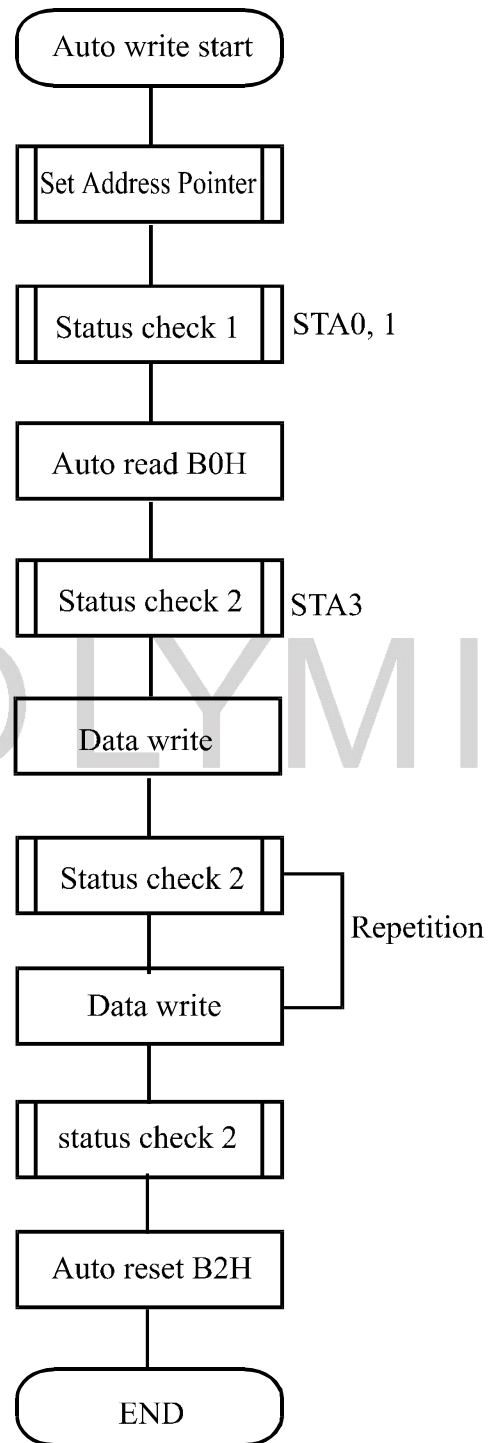 Auto write start
Set Address Pointer
Status check 1
STA0, 1
Auto read B0H
Status check 2
STA3
OLYMI
Data write
Status check 2
Repetition
Data write
status check 2
Auto reset B2H
END